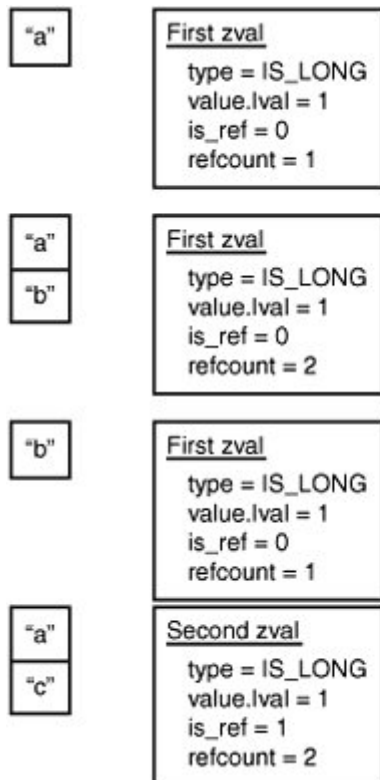 “a”
First zval
type = IS_LONG
value.lval = 1
is_ref = 0
refcount = 1
“a”
“b”
First zval
type = IS_LONG
value.lval = 1
is_ref = 0
refcount = 2
“b”
First zval
type = IS_LONG
value.lval = 1
is_ref = 0
refcount = 1
“a”
“c”
Second zval
type = IS_LONG
value.lval = 1
is_ref = 1
refcount = 2